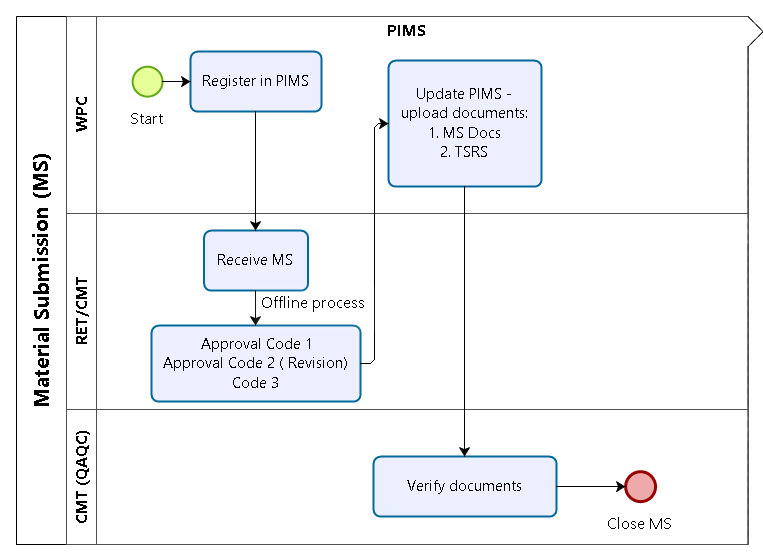 PIMS
Material Submission (MS)
WPC
Start
Register in PIMS
Update PIMS -
upload documents:
1. MS Docs
2. TSRS
RET/CMT
Receive MS
Offline process
Approval Code 1
Approval Code 2 ( Revision)
Code 3
CMT (QAQC)
Verify documents
Close MS